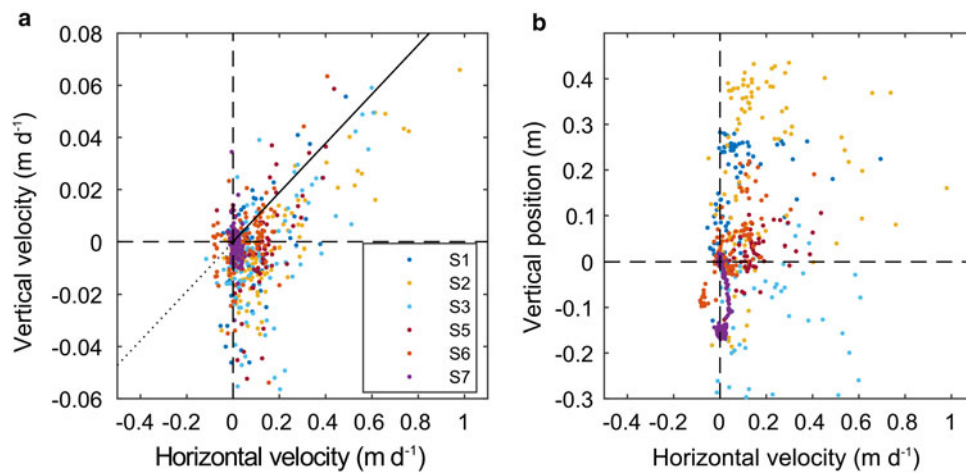 a
b
Vertical velocity (m d-1)
0.08
0.06
0.04
0.02
0
-0.02
-0.04
-0.06
-0.4 -0.2 0 0.2 0.4 0.6 0.8 1
Horizontal velocity (m d-1)
S1
S2
S3
S5
S6
S7
Vertical position (m)
0.4
0.3
0.2
0.1
0
-0.1
-0.2
-0.3
-0.4 -0.2 0 0.2 0.4 0.6 0.8 1
Horizontal velocity (m d-1)